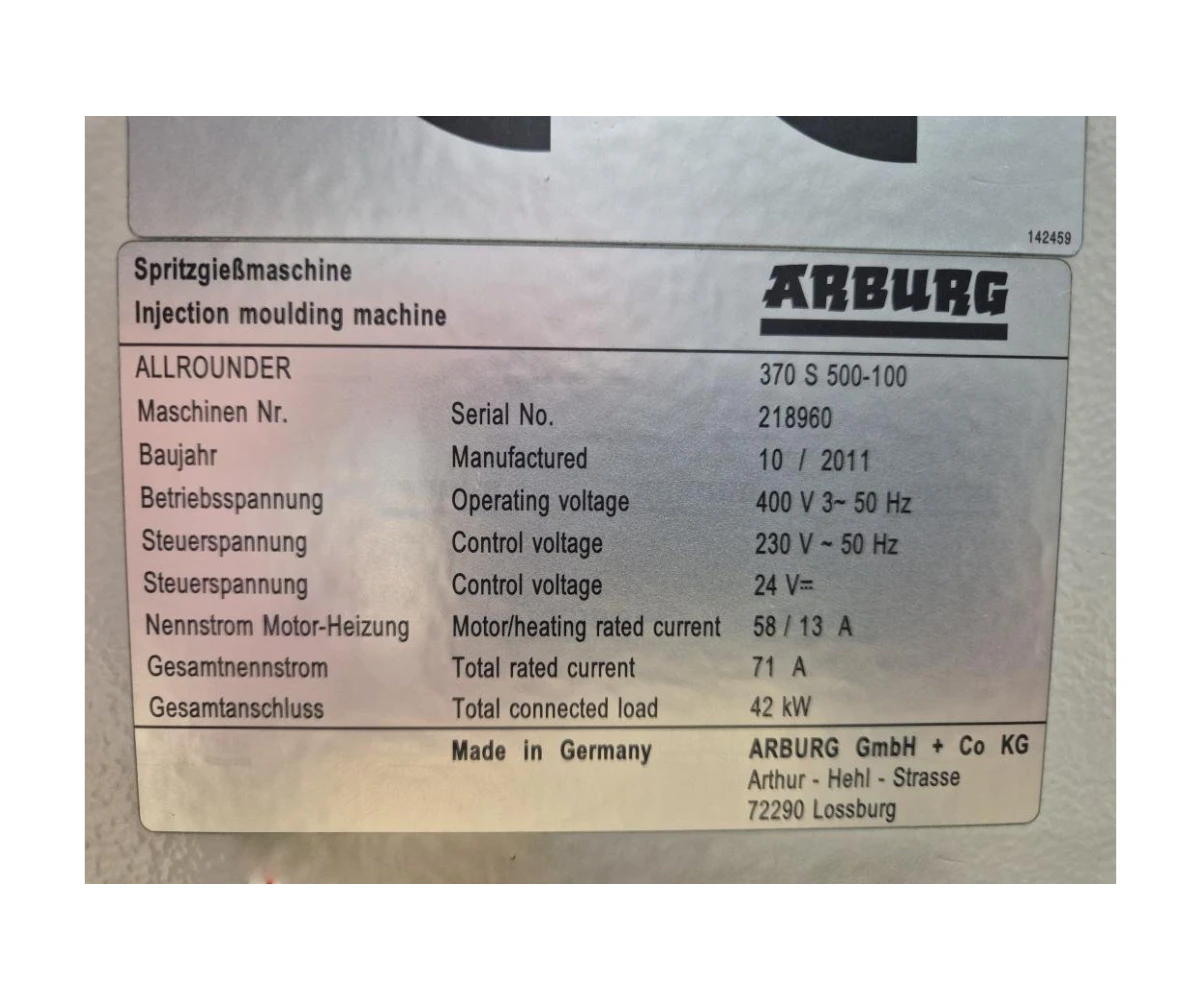 142459
Spritzgießmaschine
Injection moulding machine
ARBURG
ALLROUNDER 370 S 500-100
Maschinen Nr. Serial No. 218960
Baujahr Manufactured 10 / 2011
Betriebsspannung Operating voltage 400 V 3~ 50 Hz
Steuerspannung Control voltage 230 V ~ 50 Hz
Steuerspannung Control voltage 24 V⎓
Nennstrom Motor-Heizung Motor/heating rated current 58 / 13 A
Gesamtnennstrom Total rated current 71 A
Gesamtanschluss Total connected load 42 kW
Made in Germany ARBURG GmbH + Co KG
Arthur - Hehl - Strasse
72290 Lossburg